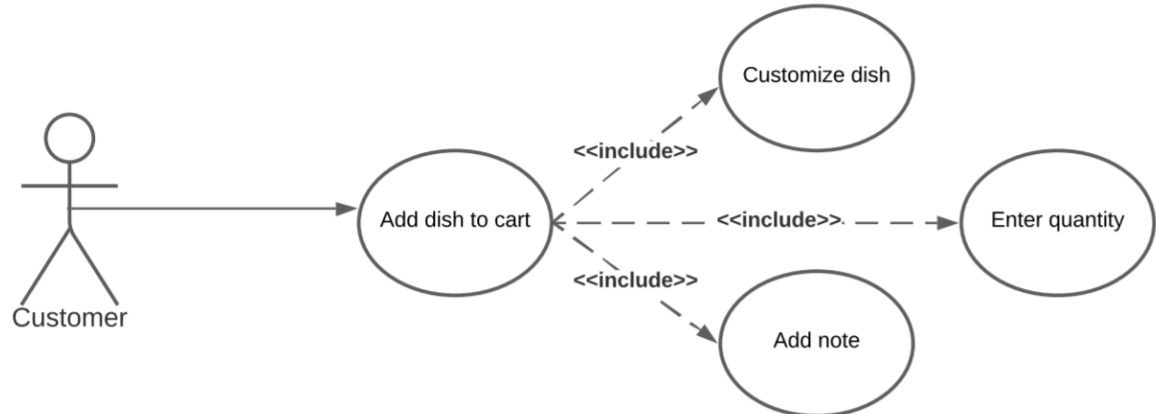 Customize dish
<<include>>
Add dish to cart
<<include>>
Enter quantity
<<include>>
Customer
Add note